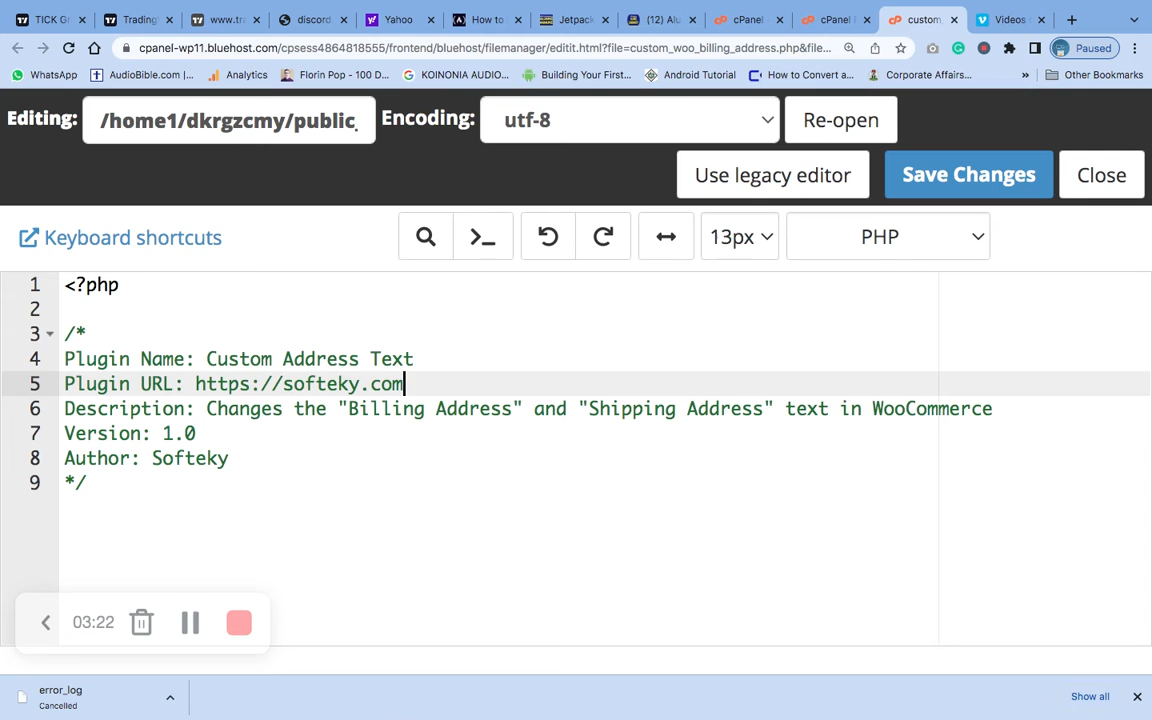 TICK Gr
Trading
www.tra
discord
Yahoo
How to
Jetpack
(12) Alu
cPanel
cPanel
custom
Videos
cpanel-wp11.bluehost.com/cpsess4864818555/frontend/bluehost/filemanager/editit.html?file=custom_woo_billing_address.php&file...
Paused
WhatsApp
AudioBible.com |...
Analytics
Florin Pop - 100 D...
KOINONIA AUDIO...
Building Your First...
Android Tutorial
How to Convert a...
Corporate Affairs...
»
Other Bookmarks
Editing: /home1/dkrgzcmy/public_ Encoding: utf-8 Re-open
Use legacy editor Save Changes Close
Keyboard shortcuts 13px PHP
1 <?php
2
3 /*
4 Plugin Name: Custom Address Text
5 Plugin URL: https://softeky.com
6 Description: Changes the "Billing Address" and "Shipping Address" text in WooCommerce
7 Version: 1.0
8 Author: Softeky
9 */
03:22
error_log
Cancelled
Show all